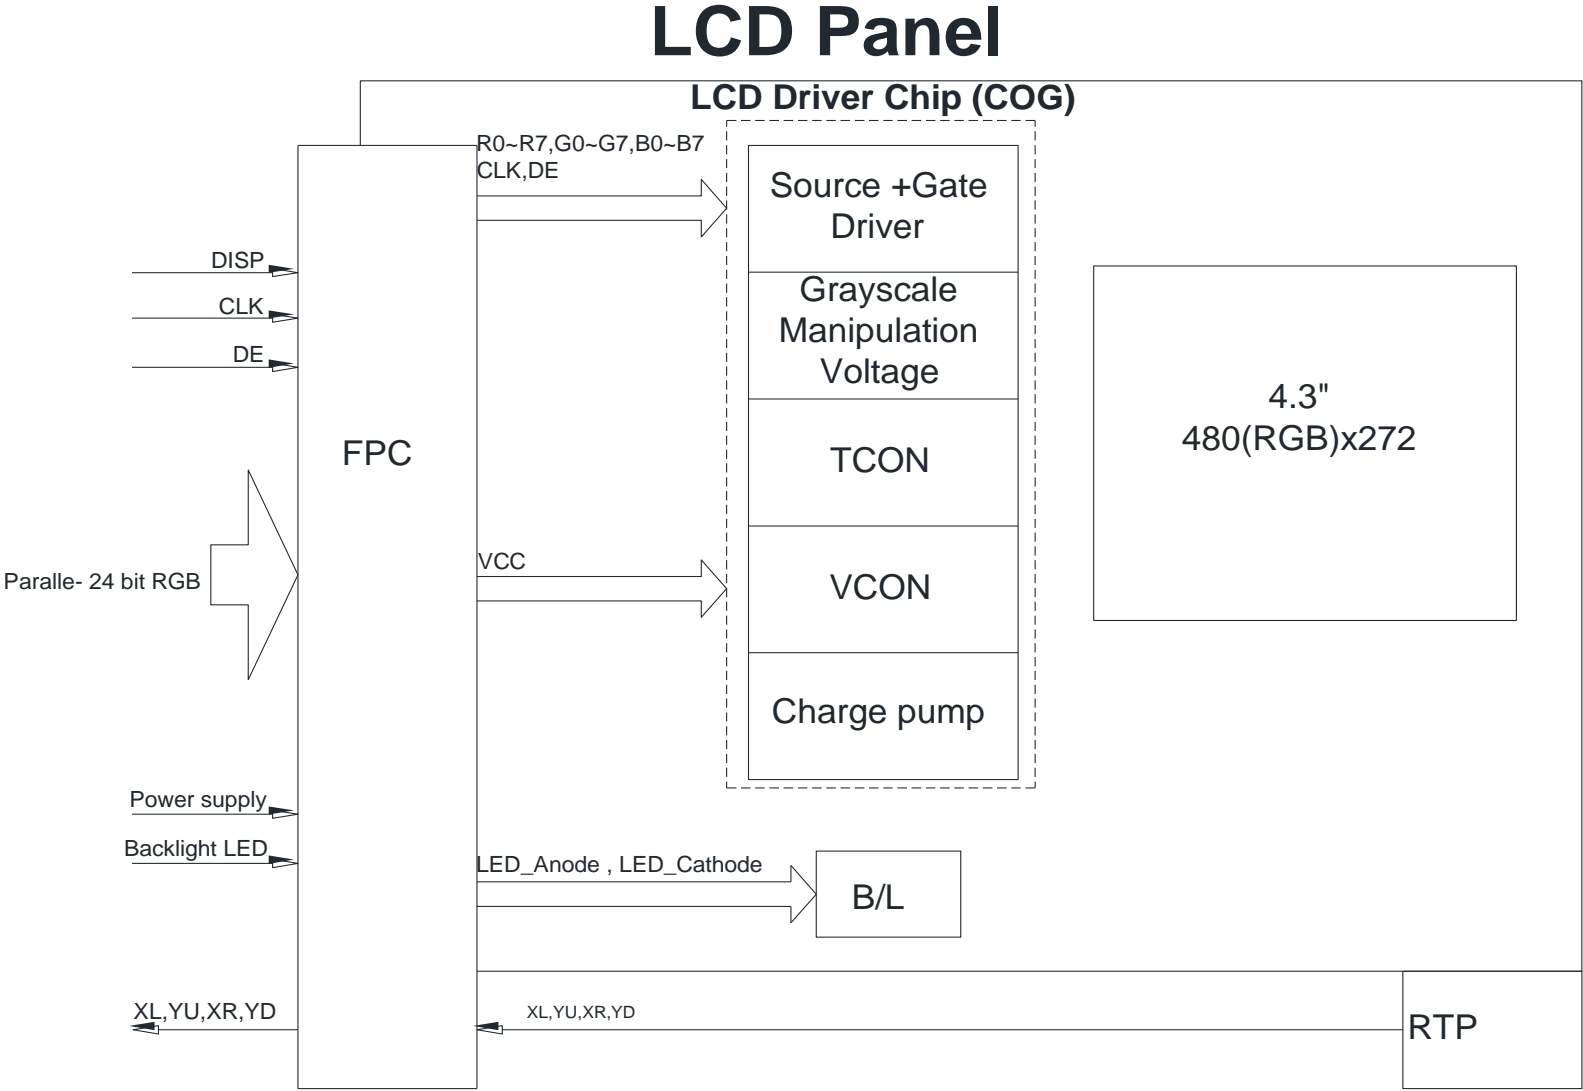 LCD Panel
LCD Driver Chip (COG)
R0~R7,G0~G7,B0~B7
CLK,DE
Source +Gate
Driver
DISP
CLK
DE
Grayscale
Manipulation
Voltage
4.3"
480(RGB)x272
FPC
TCON
VCC
Paralle- 24 bit RGB
VCON
Charge pump
Power supply
Backlight LED
LED_Anode , LED_Cathode
B/L
XL,YU,XR,YD
XL,YU,XR,YD
RTP